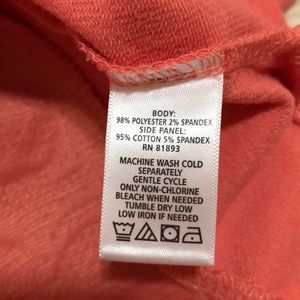 BODY:
98% POLYESTER 2% SPANDEX
SIDE PANEL:
95% COTTON 5% SPANDEX
RN 81893
MACHINE WASH COLD
SEPARATELY
GENTLE CYCLE
ONLY NON-CHLORINE
BLEACH WHEN NEEDED
TUMBLE DRY LOW
LOW IRON IF NEEDED